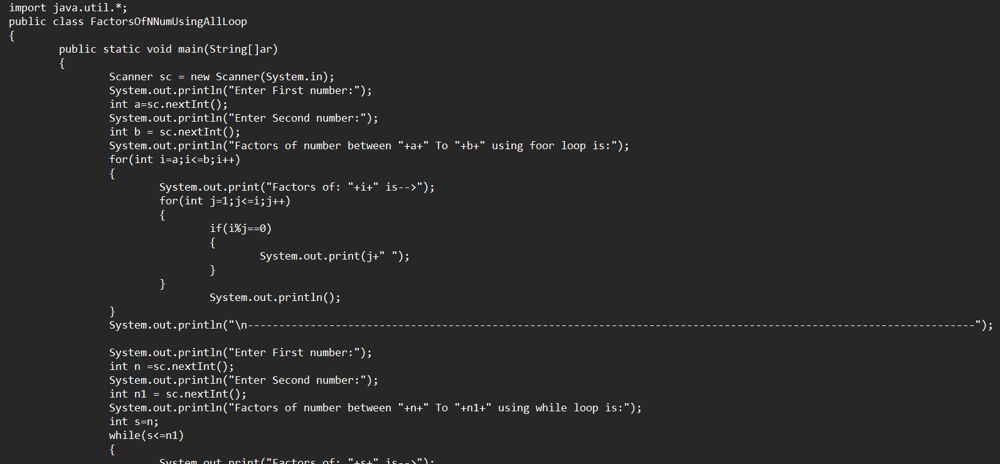 import java.util.*;
public class FactorsOfNNumUsingAllLoop
{
public static void main(String[]ar)
{
Scanner sc = new Scanner(System.in);
System.out.println("Enter First number:");
int a=sc.nextInt();
System.out.println("Enter Second number:");
int b = sc.nextInt();
System.out.println("Factors of number between "+a+" To "+b+" using foor loop is:");
for(int i=a;i<=b;i++)
{
System.out.print("Factors of: "+i+" is-->");
for(int j=1;j<=i;j++)
{
if(i%j==0)
{
System.out.print(j+" ");
}
}
System.out.println();
}
System.out.println("\n--------------------------------------------------------------------------------------------------------------------");
System.out.println("Enter First number:");
int n =sc.nextInt();
System.out.println("Enter Second number:");
int n1 = sc.nextInt();
System.out.println("Factors of number between "+n+" To "+n1+" using while loop is:");
int s=n;
while(s<=n1)
{
System.out.print("Factors of: "+s+" is-->");